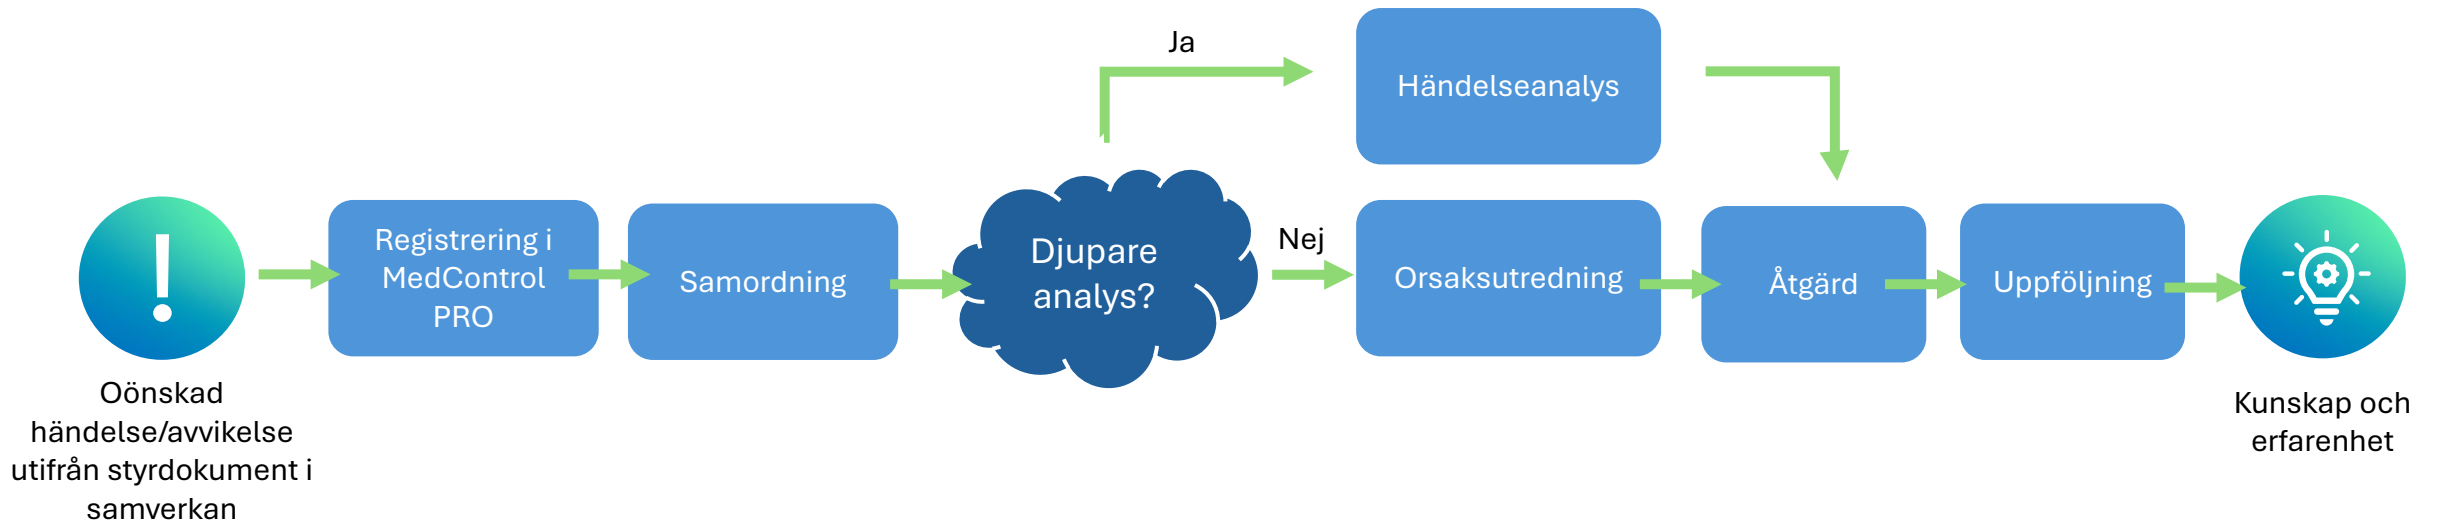 Oönskad
händelse/avvikelse
utifrån styrdokument i
samverkan
Registrering i
MedControl
PRO
Samordning
Djupare
analys?
Ja
Händelseanalys
Nej
Orsaksutredning
Åtgärd
Uppföljning
Kunskap och
erfarenhet